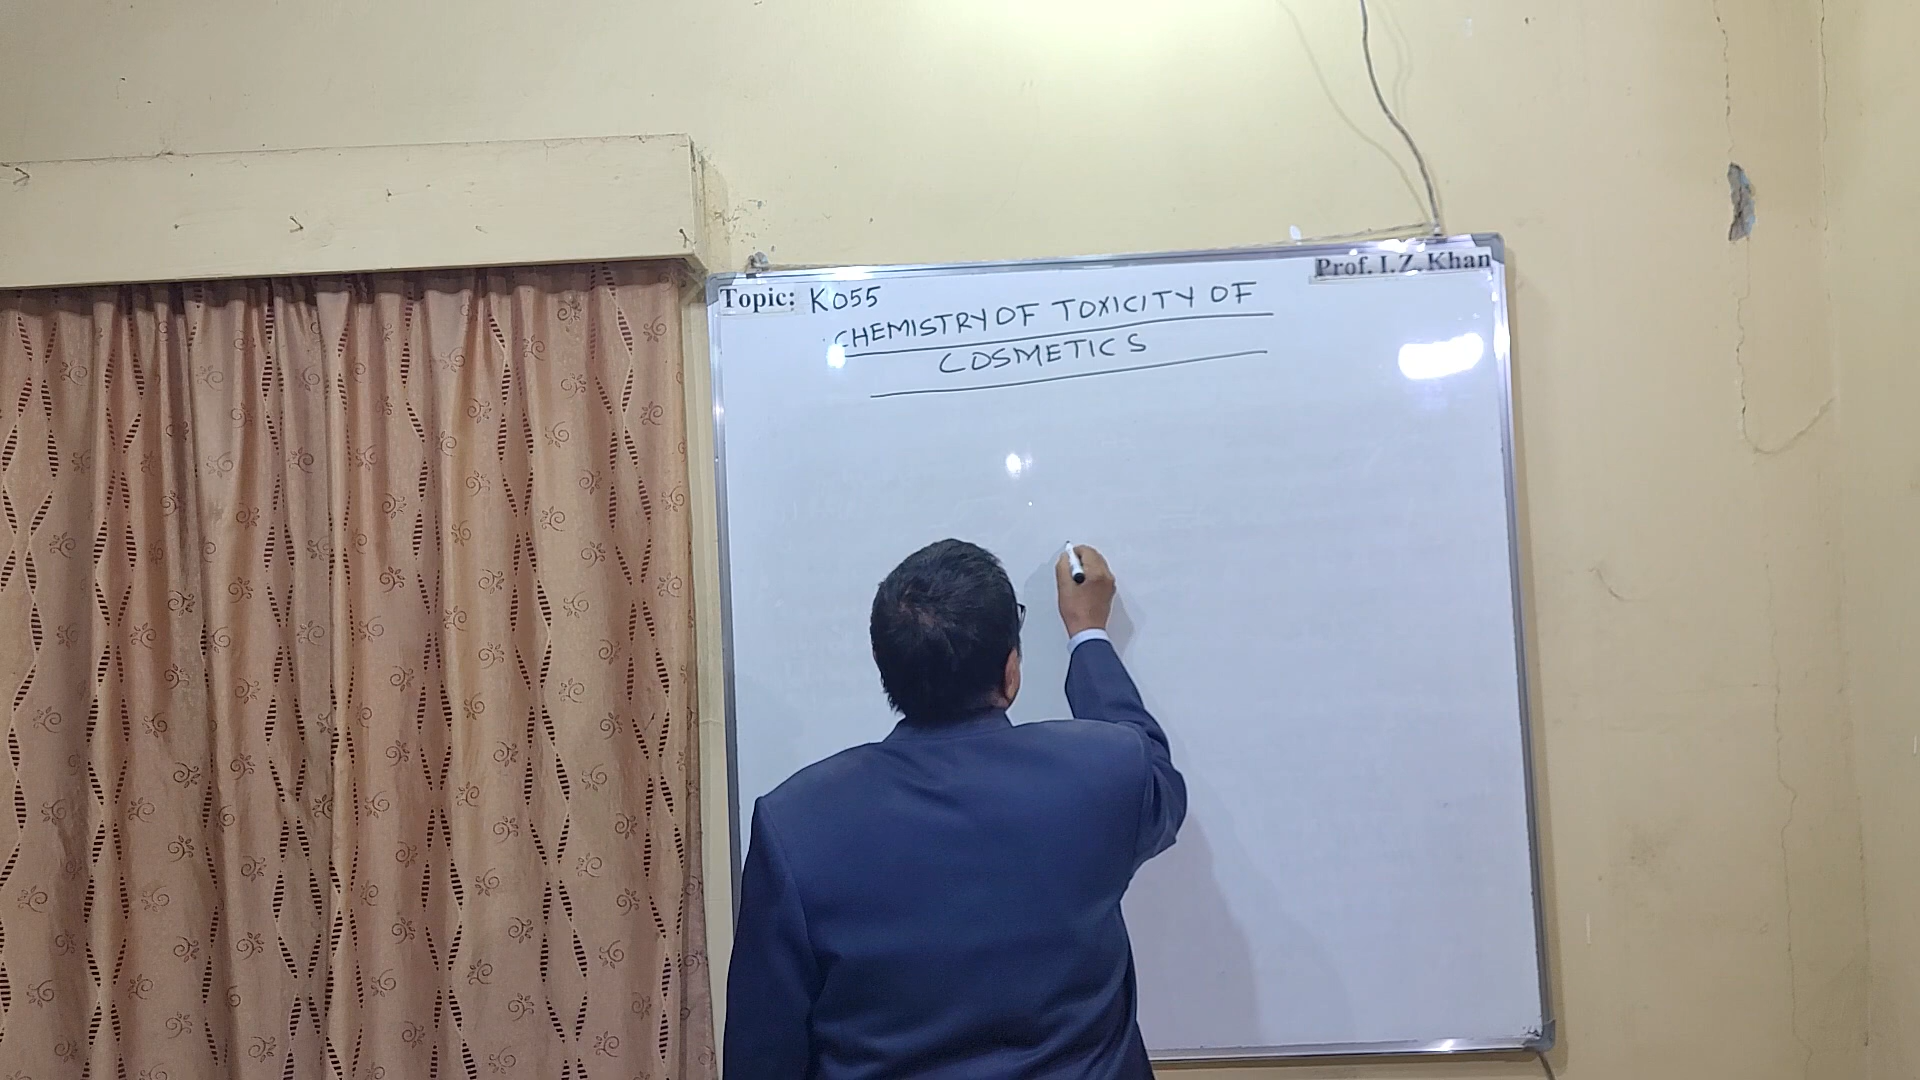 Prof. I.Z. Khan
Topic: K055
CHEMISTRY OF TOXICITY OF
COSMETICS